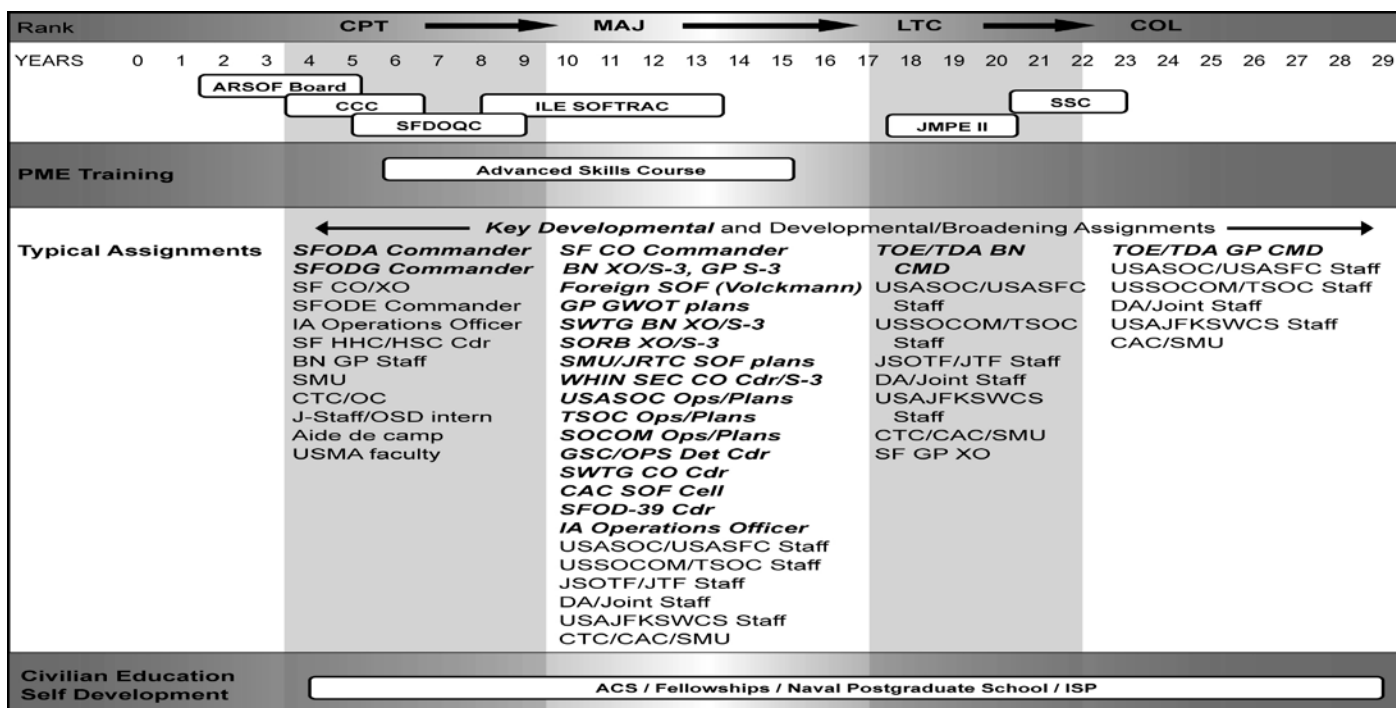 Rank CPT MAJ LTC COL
YEARS 0 1 2 3 4 5 6 7 8 9 10 11 12 13 14 15 16 17 18 19 20 21 22 23 24 25 26 27 28 29
ARSOF Board
CCC
SFDOQC
ILE SOFTRAC
JMPE II
SSC
PME Training
Advanced Skills Course
Key Developmental and Developmental/Broadening Assignments
Typical Assignments
SFODA Commander
SFODG Commander
SF CO/XO
SFODE Commander
IA Operations Officer
SF HHC/HSC Cdr
BN GP Staff
SMU
CTC/OC
J-Staff/OSD intern
Aide de camp
USMA faculty
SF CO Commander
BN XO/S-3, GP S-3
Foreign SOF (Volckmann)
GP GWOT plans
SWTG BN XO/S-3
SORB XO/S-3
SMU/JRTC SOF plans
WHIN SEC CO Cdr/S-3
USASOC Ops/Plans
TSOC Ops/Plans
SOCOM Ops/Plans
GSC/OPS Det Cdr
SWTG CO Cdr
CAC SOF Cell
SFOD-39 Cdr
IA Operations Officer
USASOC/USASFC Staff
USSOCOM/TSOC Staff
JSOTF/JTF Staff
DA/Joint Staff
USAJFKSWCS Staff
CTC/CAC/SMU
TOE/TDA BN
CMD
USASOC/USASFC
Staff
USSOCOM/TSOC
Staff
JSOTF/JTF Staff
DA/Joint Staff
USAJFKSWCS
Staff
CTC/CAC/SMU
SF GP XO
TOE/TDA GP CMD
USASOC/USASFC Staff
USSOCOM/TSOC Staff
DA/Joint Staff
USAJFKSWCS Staff
CAC/SMU
Civilian Education
Self Development
ACS / Fellowships / Naval Postgraduate School / ISP